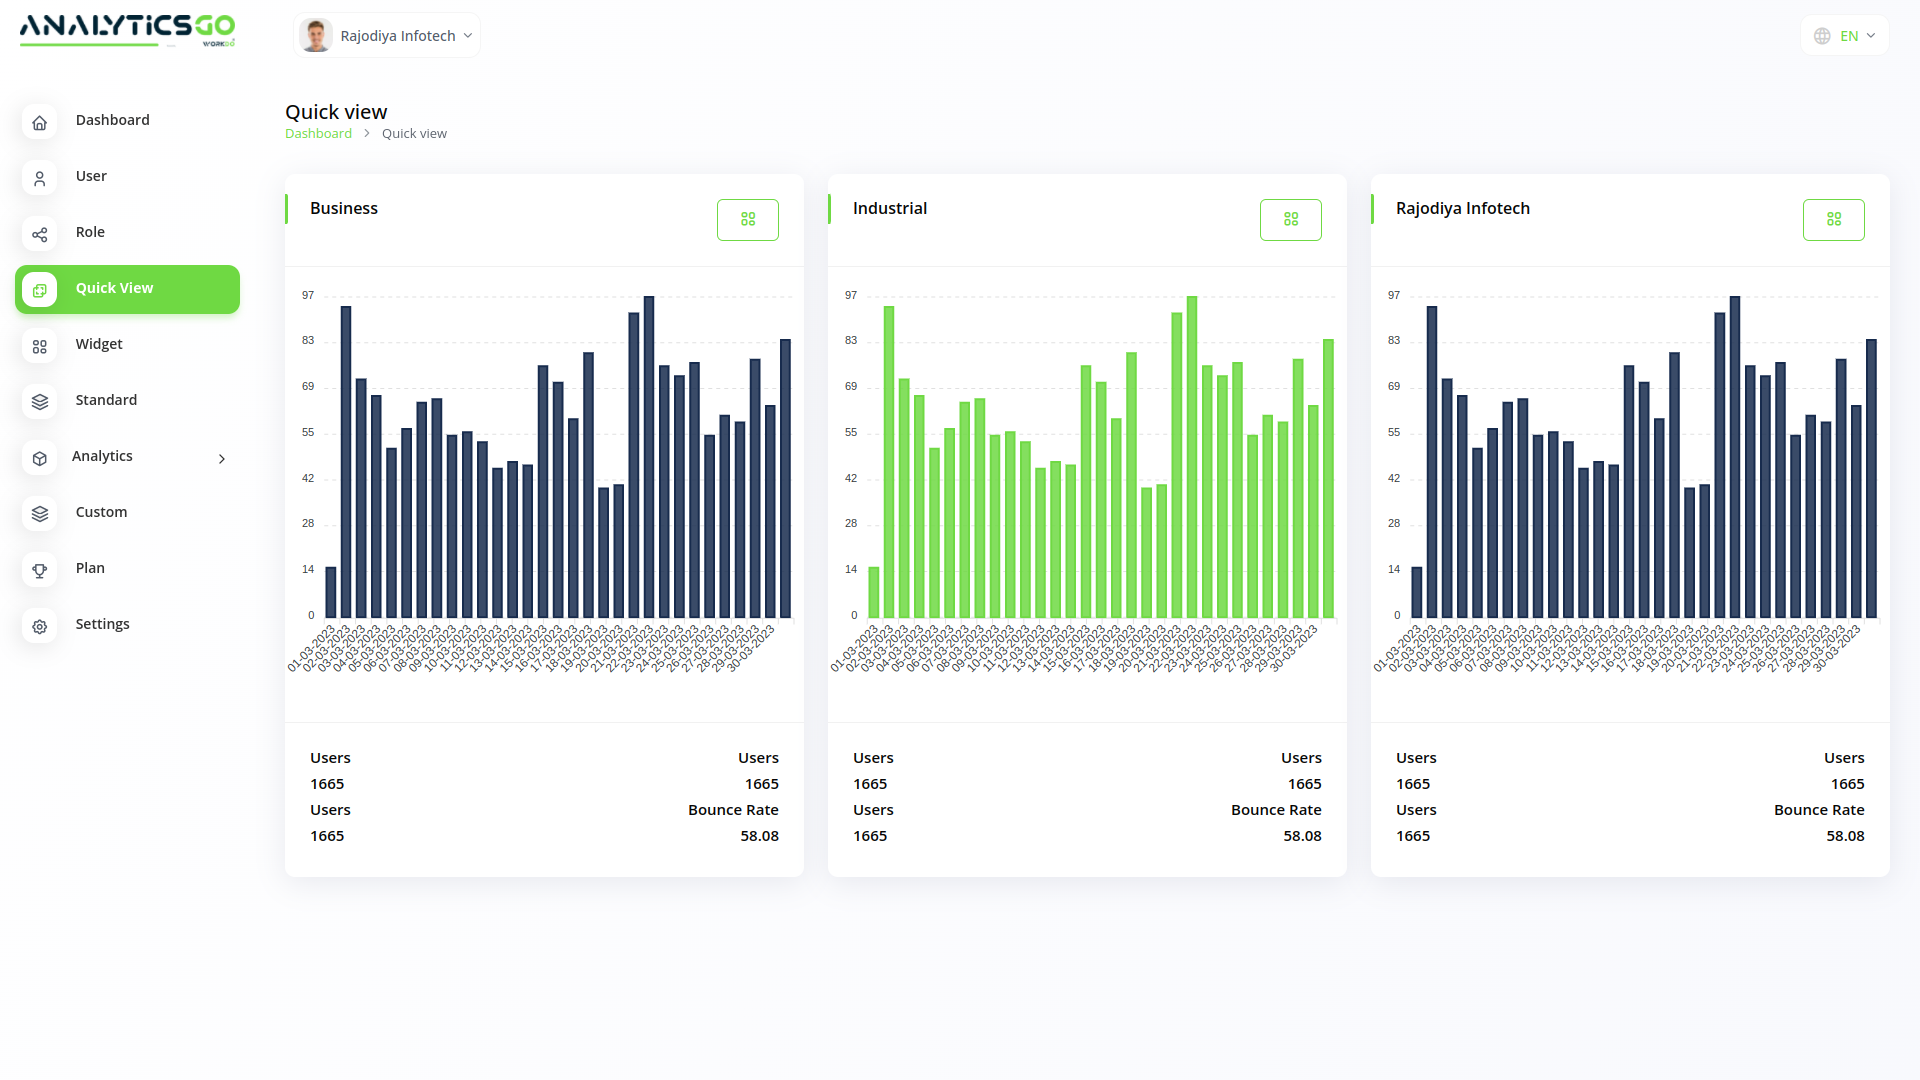 ANALYTiCSGO
WORKGO
Rajodiya Infotech
EN
Dashboard
User
Role
Quick View
Widget
Standard
Analytics
Custom
Plan
Settings
Quick view
Dashboard > Quick view
Business
97
83
69
55
42
28
14
0
01-03-2023 02-03-2023 03-03-2023 04-03-2023 05-03-2023 06-03-2023 07-03-2023 08-03-2023 09-03-2023 10-03-2023 11-03-2023 12-03-2023 13-03-2023 14-03-2023 15-03-2023 16-03-2023 17-03-2023 18-03-2023 19-03-2023 20-03-2023 21-03-2023 22-03-2023 23-03-2023 24-03-2023 25-03-2023 26-03-2023 27-03-2023 28-03-2023 29-03-2023 30-03-2023
Users Users
1665 1665
Users Bounce Rate
1665 58.08
Industrial
97
83
69
55
42
28
14
0
01-03-2023 02-03-2023 03-03-2023 04-03-2023 05-03-2023 06-03-2023 07-03-2023 08-03-2023 09-03-2023 10-03-2023 11-03-2023 12-03-2023 13-03-2023 14-03-2023 15-03-2023 16-03-2023 17-03-2023 18-03-2023 19-03-2023 20-03-2023 21-03-2023 22-03-2023 23-03-2023 24-03-2023 25-03-2023 26-03-2023 27-03-2023 28-03-2023 29-03-2023 30-03-2023
Users Users
1665 1665
Users Bounce Rate
1665 58.08
Rajodiya Infotech
97
83
69
55
42
28
14
0
01-03-2023 02-03-2023 03-03-2023 04-03-2023 05-03-2023 06-03-2023 07-03-2023 08-03-2023 09-03-2023 10-03-2023 11-03-2023 12-03-2023 13-03-2023 14-03-2023 15-03-2023 16-03-2023 17-03-2023 18-03-2023 19-03-2023 20-03-2023 21-03-2023 22-03-2023 23-03-2023 24-03-2023 25-03-2023 26-03-2023 27-03-2023 28-03-2023 29-03-2023 30-03-2023
Users Users
1665 1665
Users Bounce Rate
1665 58.08